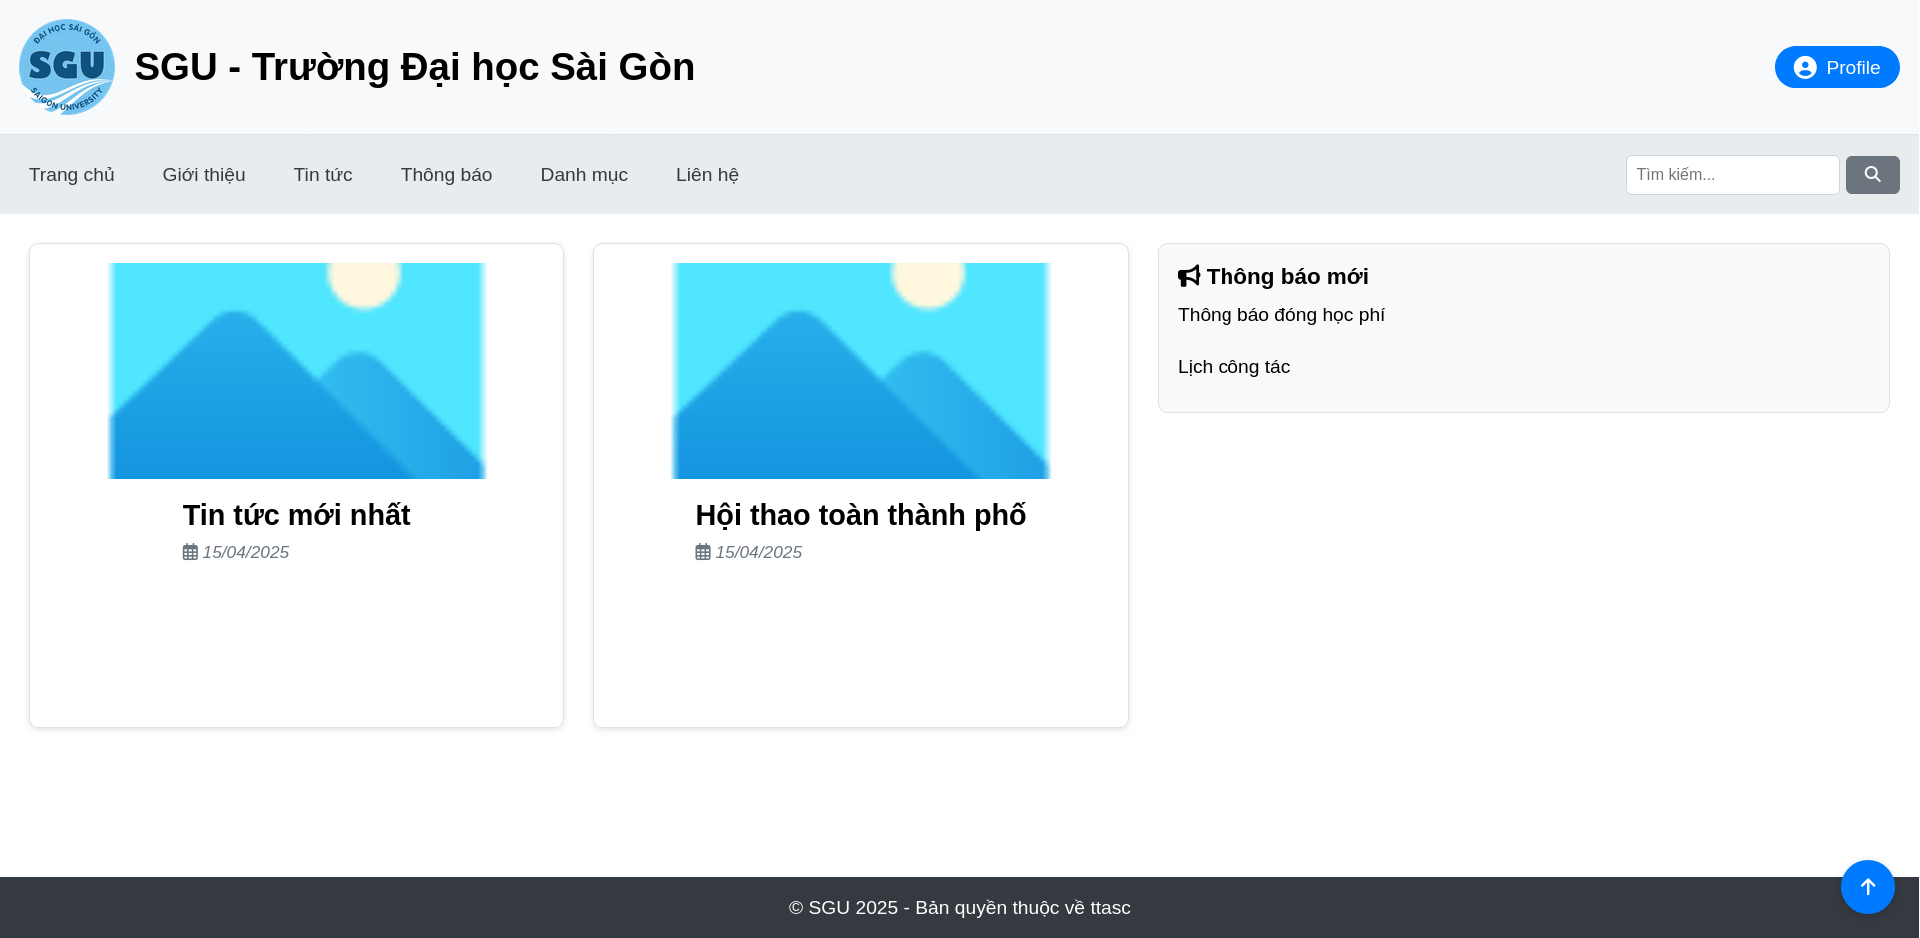 ĐẠI HỌC SÀI GÒN
SGU
SAIGON UNIVERSITY
SGU - Trường Đại học Sài Gòn
Profile
Trang chủ
Giới thiệu
Tin tức
Thông báo
Danh mục
Liên hệ
Tìm kiếm...
Tin tức mới nhất
15/04/2025
Hội thao toàn thành phố
15/04/2025
Thông báo mới
Thông báo đóng học phí
Lịch công tác
© SGU 2025 - Bản quyền thuộc về ttasc